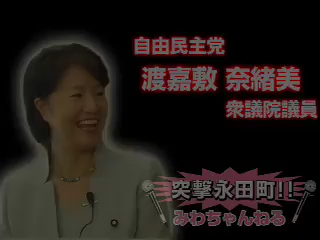 自由民主党
渡嘉敷 奈緒美
衆議院議員
突撃永田町!!
みわちゃんねる